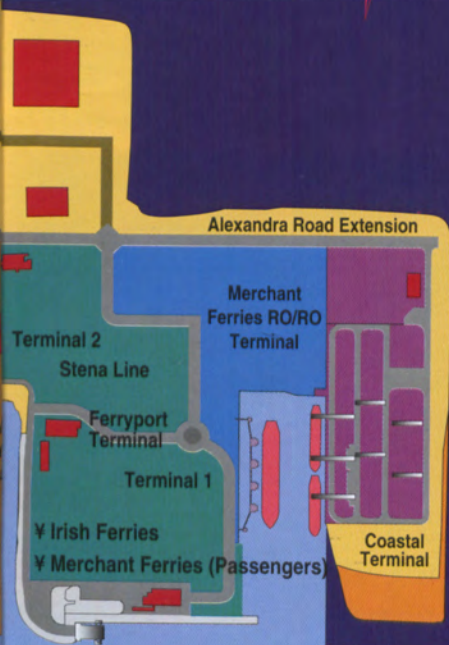 Alexandra Road Extension
Merchant
Ferries RO/RO
Terminal
Terminal 2
Stena Line
Ferryport
Terminal
Terminal 1
¥ Irish Ferries
¥ Merchant Ferries (Passengers)
Coastal
Terminal